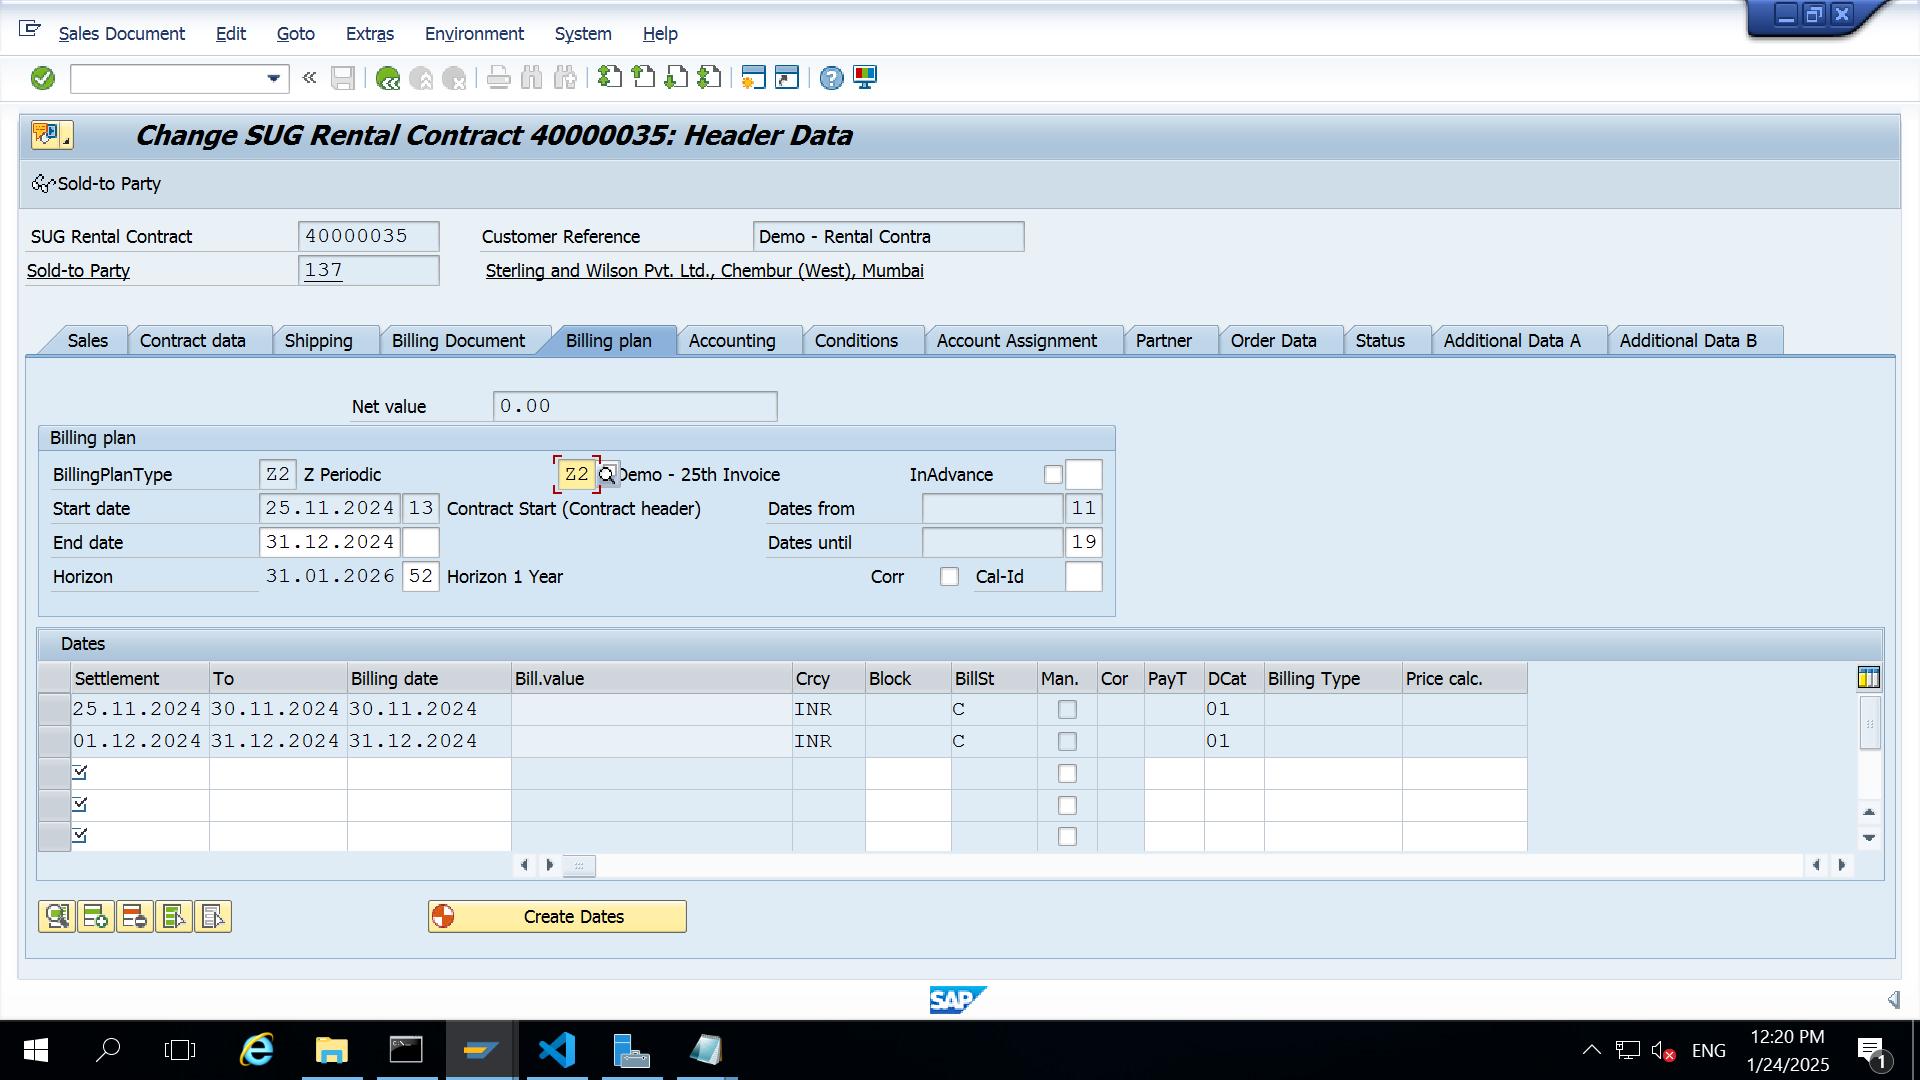 Sales Document Edit Goto Extras Environment System Help
Change SUG Rental Contract 40000035: Header Data
Sold-to Party
SUG Rental Contract 40000035 Customer Reference Demo - Rental Contra
Sold-to Party 137 Sterling and Wilson Pvt. Ltd., Chembur (West), Mumbai
Sales Contract data Shipping Billing Document Billing plan Accounting Conditions Account Assignment Partner Order Data Status Additional Data A Additional Data B
Net value 0.00
Billing plan
BillingPlanType Z2 Z Periodic Z2 Demo - 25th Invoice InAdvance
Start date 25.11.2024 13 Contract Start (Contract header) Dates from 11
End date 31.12.2024 Dates until 19
Horizon 31.01.2026 52 Horizon 1 Year Corr Cal-Id
Dates
Settlement To Billing date Bill.value Crcy Block BillSt Man. Cor PayT DCat Billing Type Price calc.
25.11.2024 30.11.2024 30.11.2024 INR C 01
01.12.2024 31.12.2024 31.12.2024 INR C 01
Create Dates
SAP
ENG 12:20 PM
1/24/2025 1